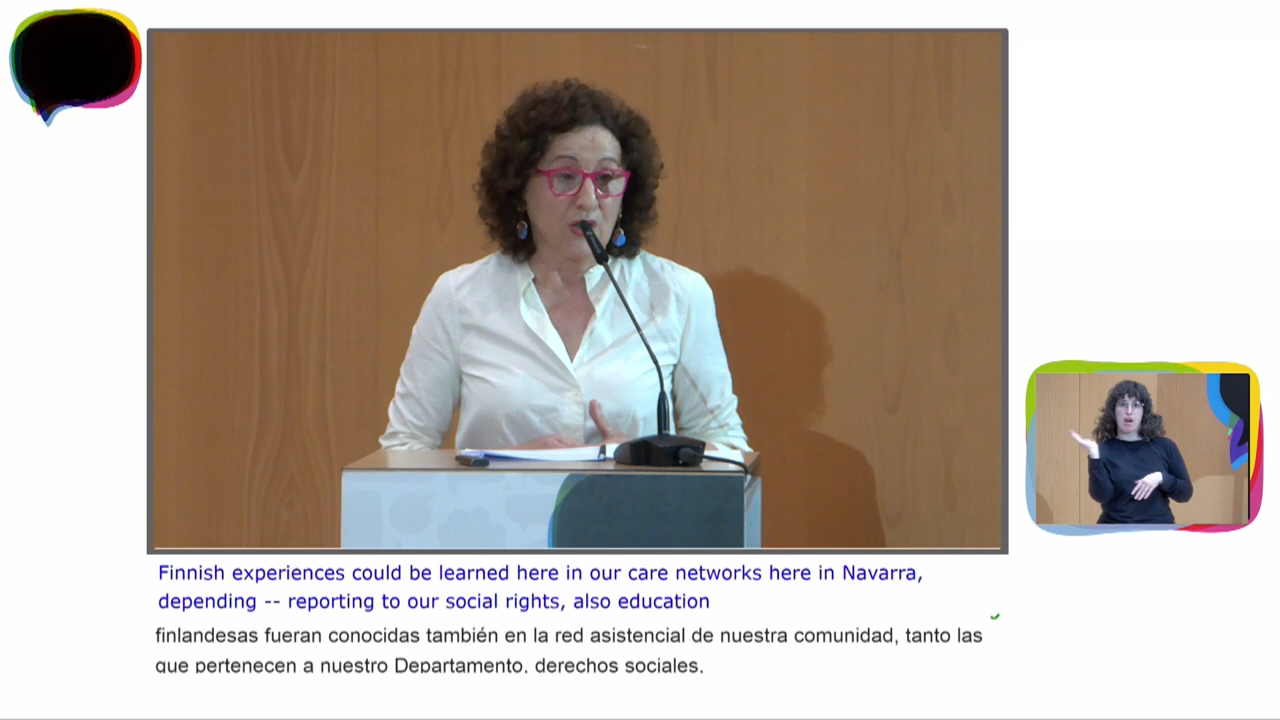 Finnish experiences could be learned here in our care networks here in Navarra,
depending -- reporting to our social rights, also education
finlandesas fueran conocidas también en la red asistencial de nuestra comunidad, tanto las
que pertenecen a nuestro Departamento, derechos sociales,